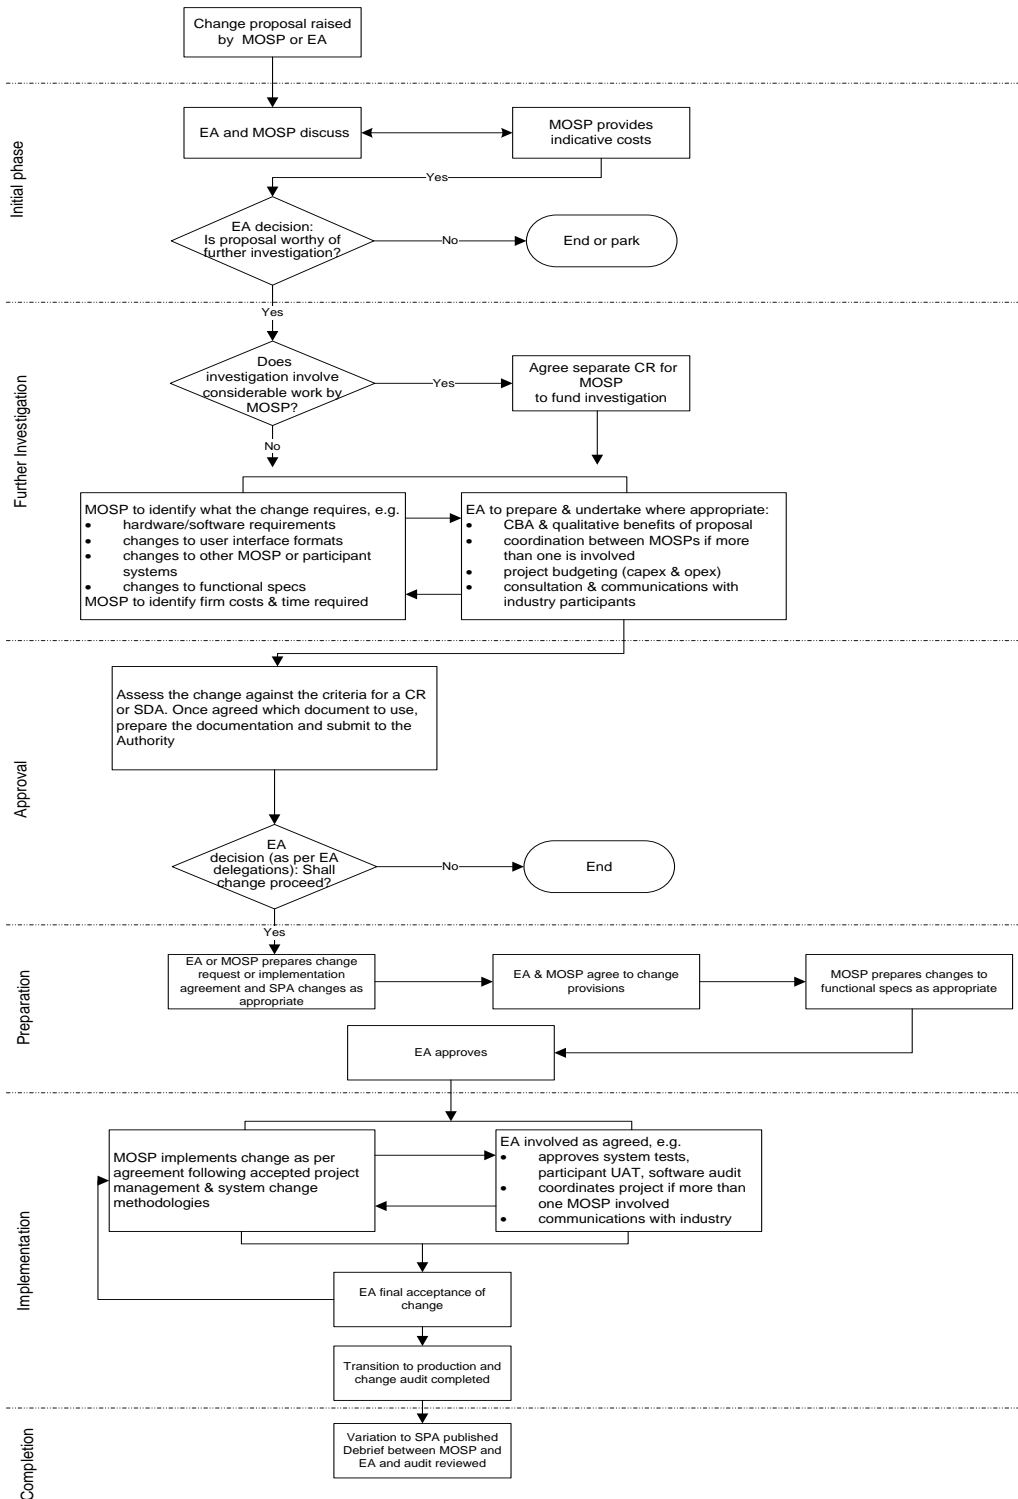 Change proposal raised
by  MOSP or EA
Initial phase
EA and MOSP discuss
MOSP provides
indicative costs
Yes
EA decision:
Is proposal worthy of
further investigation?
No
End or park
Yes
Further Investigation
Does
investigation involve
considerable work by
MOSP?
Yes
Agree separate CR for
MOSP
to fund investigation
No
MOSP to identify what the change requires, e.g.
• hardware/software requirements
• changes to user interface formats
• changes to other MOSP or participant
systems
• changes to functional specs
MOSP to identify firm costs & time required
EA to prepare & undertake where appropriate:
• CBA & qualitative benefits of proposal
• coordination between MOSPs if more
than one is involved
• project budgeting (capex & opex)
• consultation & communications with
industry participants
Approval
Assess the change against the criteria for a CR
or SDA. Once agreed which document to use,
prepare the documentation and submit to the
Authority
EA
decision (as per EA
delegations): Shall
change proceed?
No
End
Yes
Preparation
EA or MOSP prepares change
request or implementation
agreement and SPA changes as
appropriate
EA & MOSP agree to change
provisions
MOSP prepares changes to
functional specs as appropriate
EA approves
Implementation
MOSP implements change as per
agreement following accepted project
management & system change
methodologies
EA involved as agreed, e.g.
• approves system tests,
participant UAT, software audit
• coordinates project if more than
one MOSP involved
• communications with industry
EA final acceptance of
change
Transition to production and
change audit completed
Completion
Variation to SPA published
Debrief between MOSP and
EA and audit reviewed